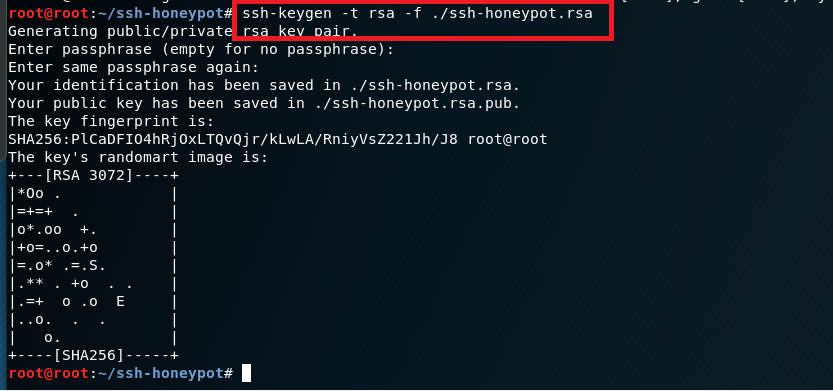 root@root:~/ssh-honeypot# ssh-keygen -t rsa -f ./ssh-honeypot.rsa
Generating public/private rsa key pair.
Enter passphrase (empty for no passphrase):
Enter same passphrase again:
Your identification has been saved in ./ssh-honeypot.rsa.
Your public key has been saved in ./ssh-honeypot.rsa.pub.
The key fingerprint is:
SHA256:PlCaDFIO4hRjOxLTQvQjr/kLwLA/RniyVsZ221Jh/J8 root@root
The key's randomart image is:
+---[RSA 3072]----+
|*Oo .            |
|=+=+  .          |
|o*.oo  +.        |
|+o=..o.+o        |
|=.o* .=.S.       |
|.** . +o  . .    |
|.=+  o .o  E     |
|..o.  .  .       |
|   o.            |
+----[SHA256]-----+
root@root:~/ssh-honeypot#